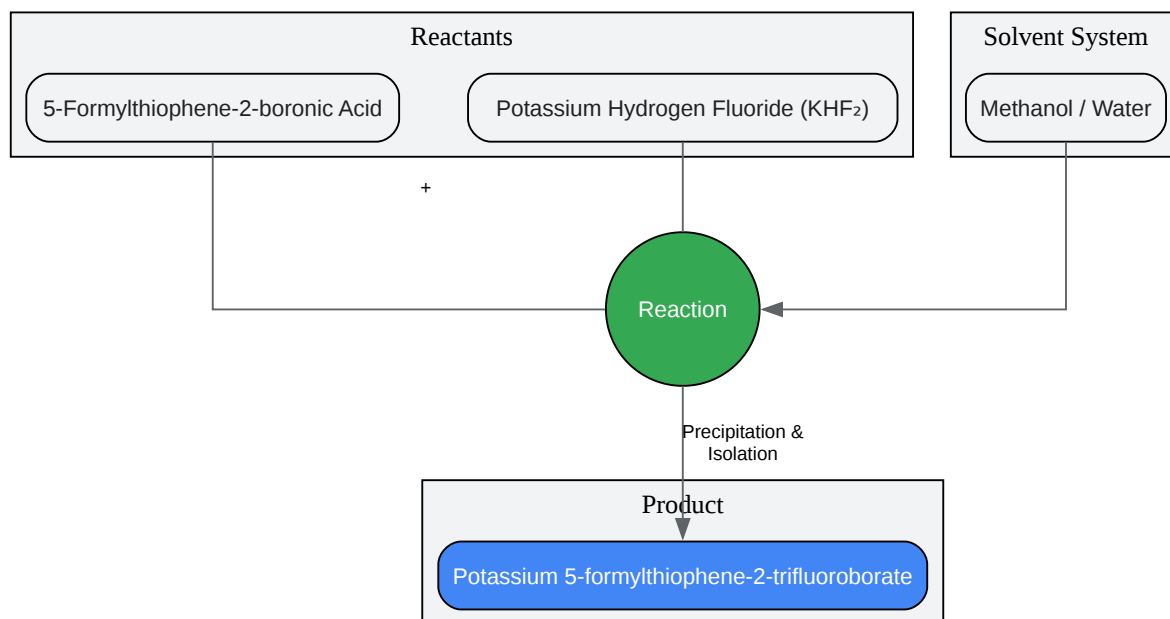 Reactants
Solvent System
5-Formylthiophene-2-boronic Acid
Potassium Hydrogen Fluoride (KHF₂)
Methanol / Water
+
Reaction
Precipitation &
Isolation
Product
Potassium 5-formylthiophene-2-trifluoroborate